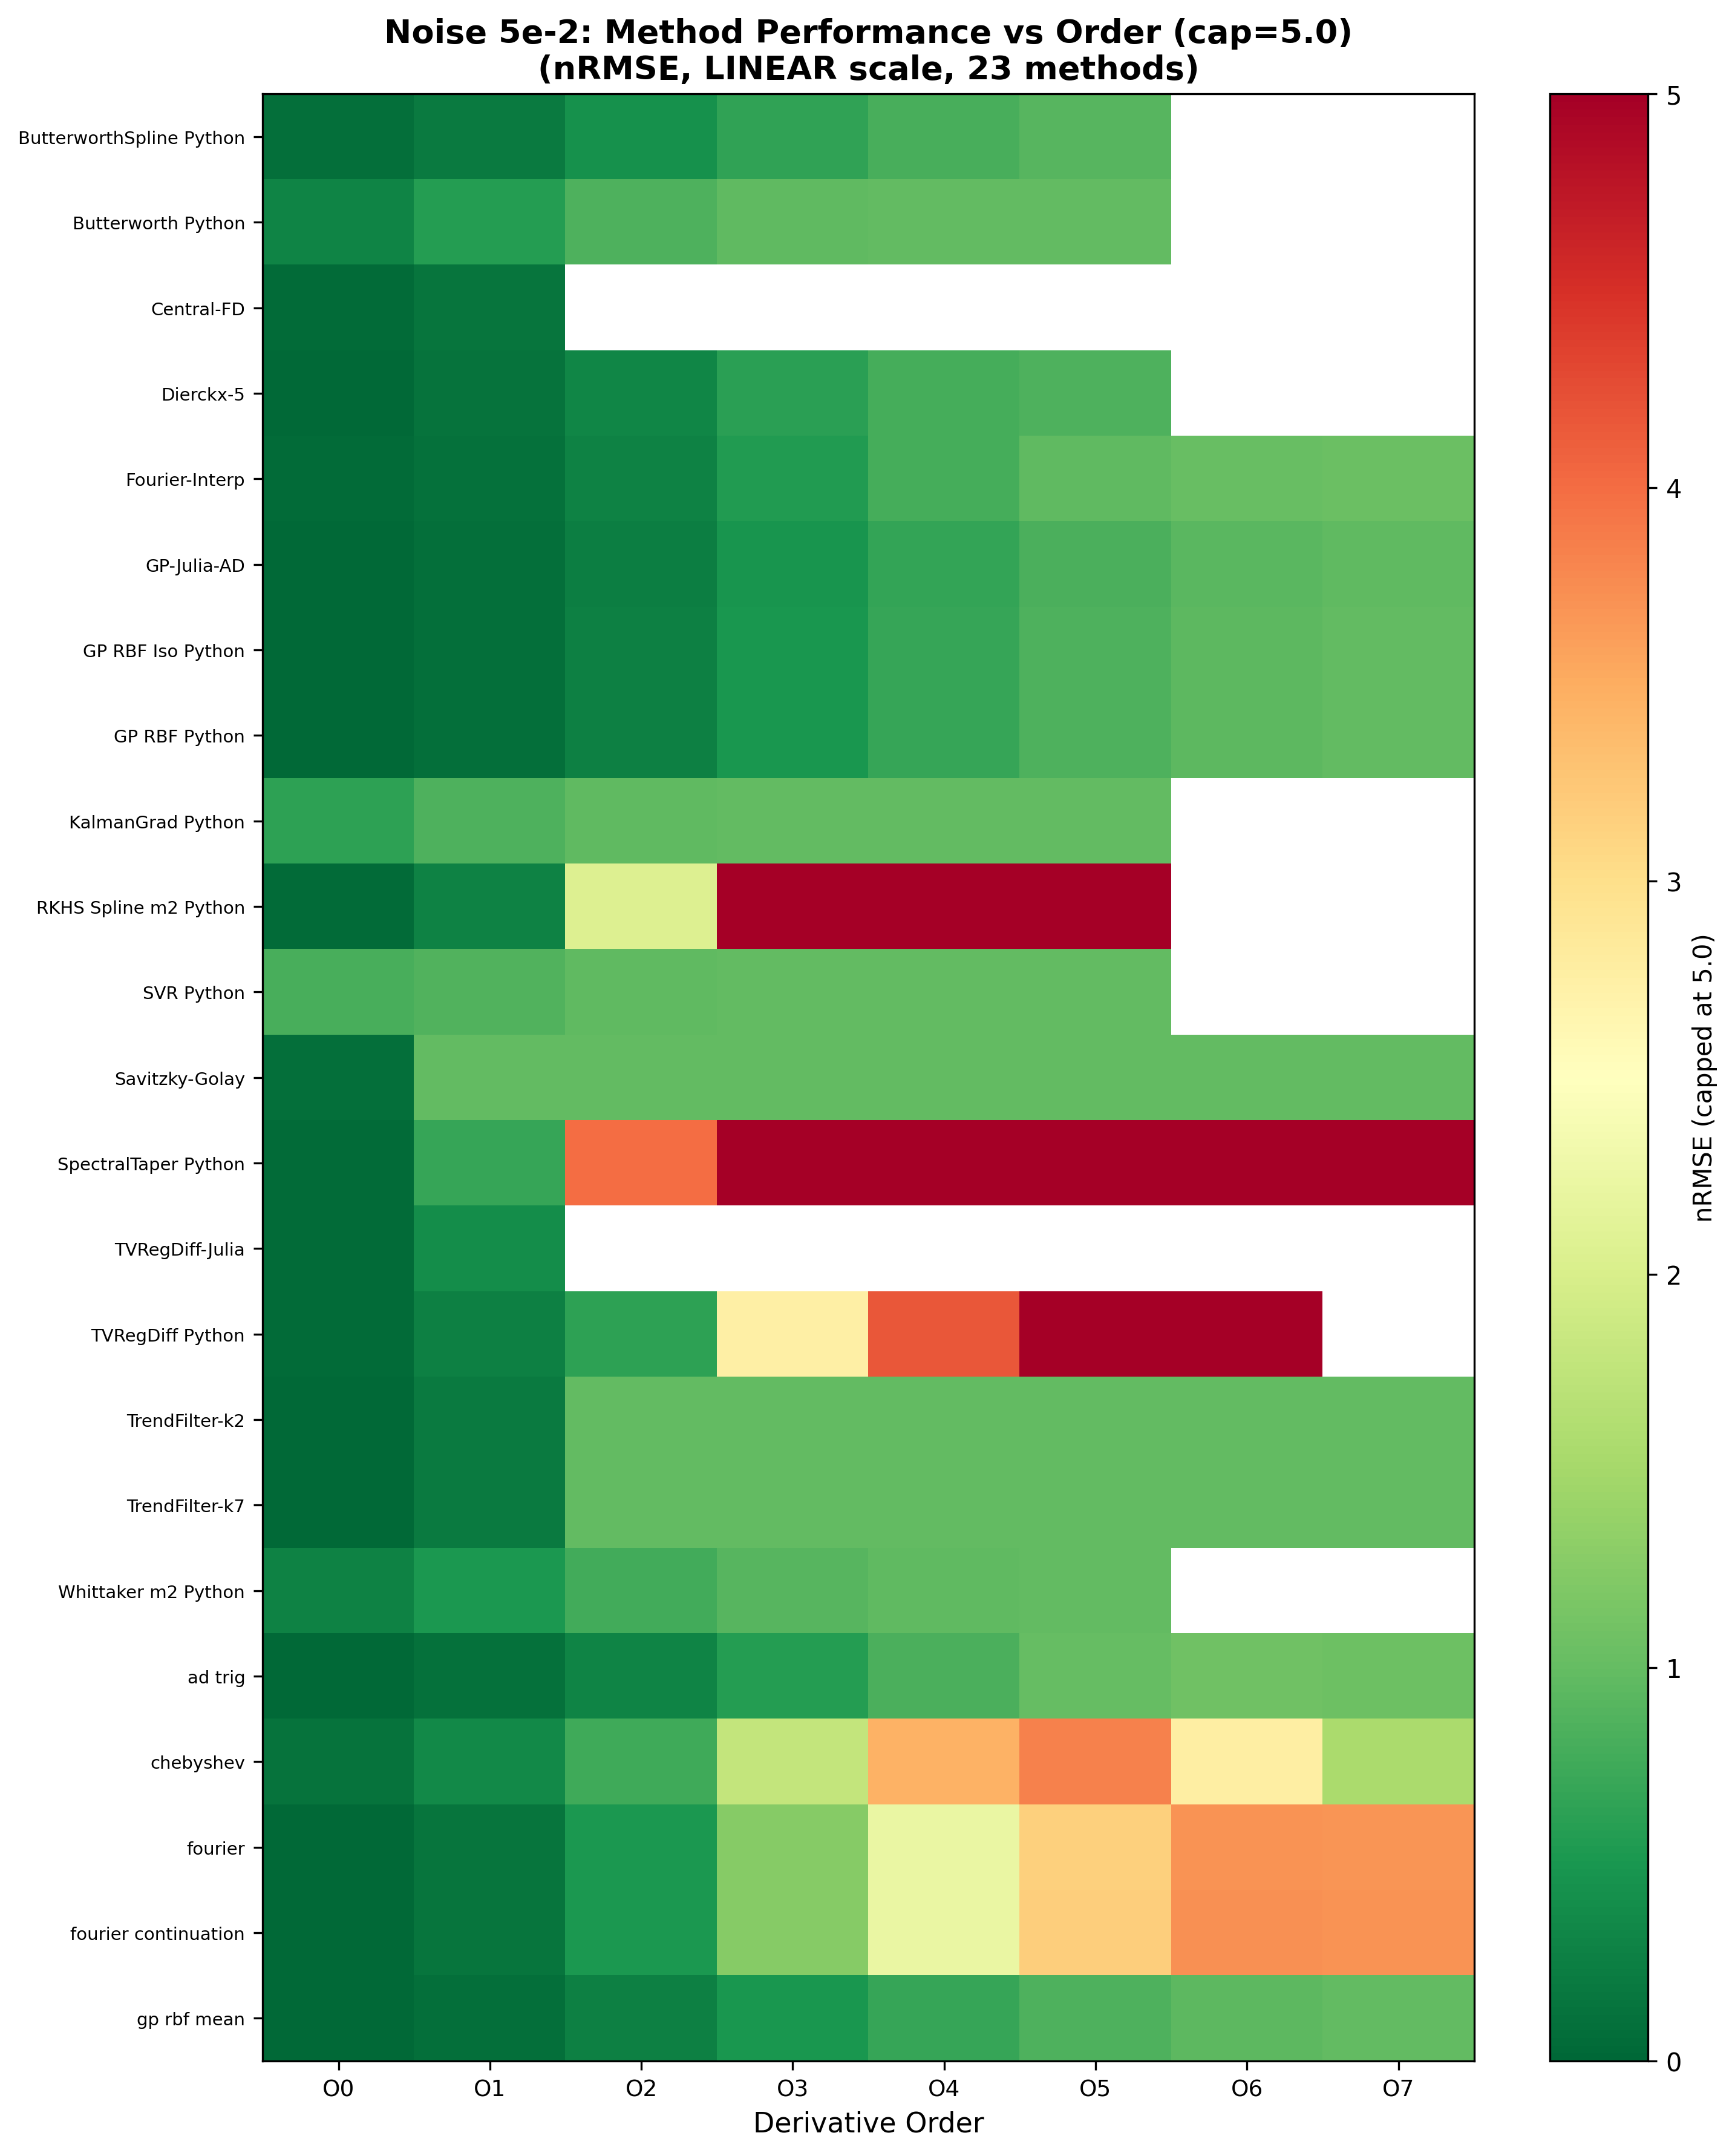 Noise 5e-2: Method Performance vs Order (cap=5.0)
(nRMSE, LINEAR scale, 23 methods)
ButterworthSpline Python
Butterworth Python
Central-FD
Dierckx-5
Fourier-Interp
GP-Julia-AD
GP RBF Iso Python
GP RBF Python
KalmanGrad Python
RKHS Spline m2 Python
SVR Python
Savitzky-Golay
SpectralTaper Python
TVRegDiff-Julia
TVRegDiff Python
TrendFilter-k2
TrendFilter-k7
Whittaker m2 Python
ad trig
chebyshev
fourier
fourier continuation
gp rbf mean
O0 O1 O2 O3 O4 O5 O6 O7
Derivative Order
5
4
3
2
1
0
nRMSE (capped at 5.0)